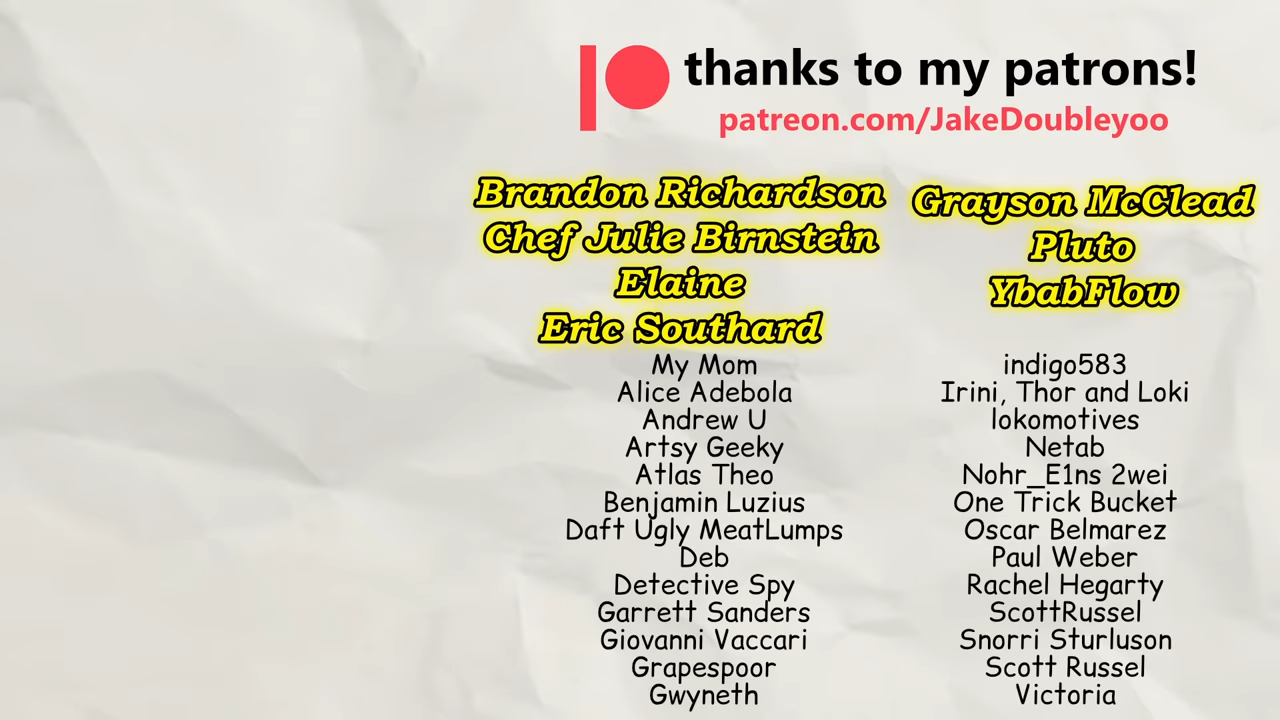 thanks to my patrons!
patreon.com/JakeDoubleyoo
Brandon Richardson
Chef Julie Birnstein
Elaine
Eric Southard
Grayson McClead
Pluto
YbabFlow
My Mom
Alice Adebola
Andrew U
Artsy Geeky
Atlas Theo
Benjamin Luzius
Daft Ugly MeatLumps
Deb
Detective Spy
Garrett Sanders
Giovanni Vaccari
Grapespoor
Gwyneth
indigo583
Irini, Thor and Loki
lokomotives
Netab
Nohr_E1ns 2wei
One Trick Bucket
Oscar Belmarez
Paul Weber
Rachel Hegarty
ScottRussel
Snorri Sturluson
Scott Russel
Victoria